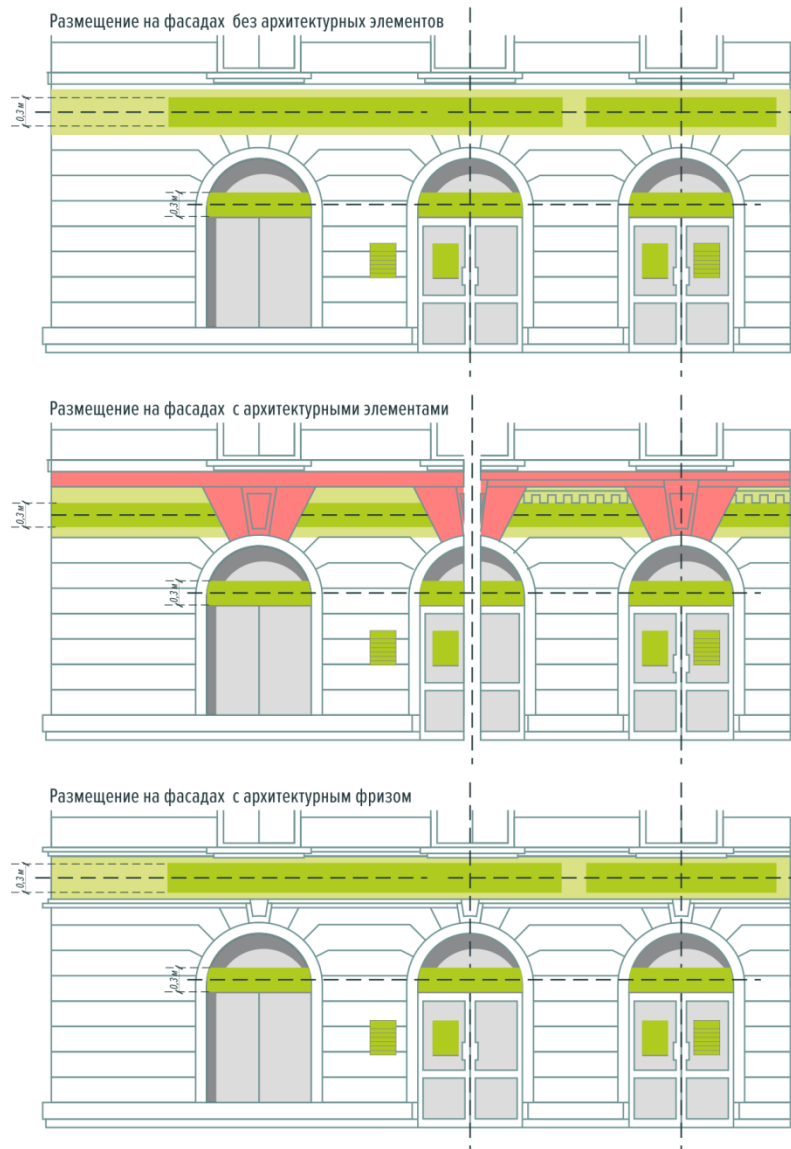 Размещение на фасадах без архитектурных элементов
0,3 м
0,3 м
Размещение на фасадах с архитектурными элементами
0,3 м
0,3 м
Размещение на фасадах с архитектурным фризом
0,3 м
0,3 м